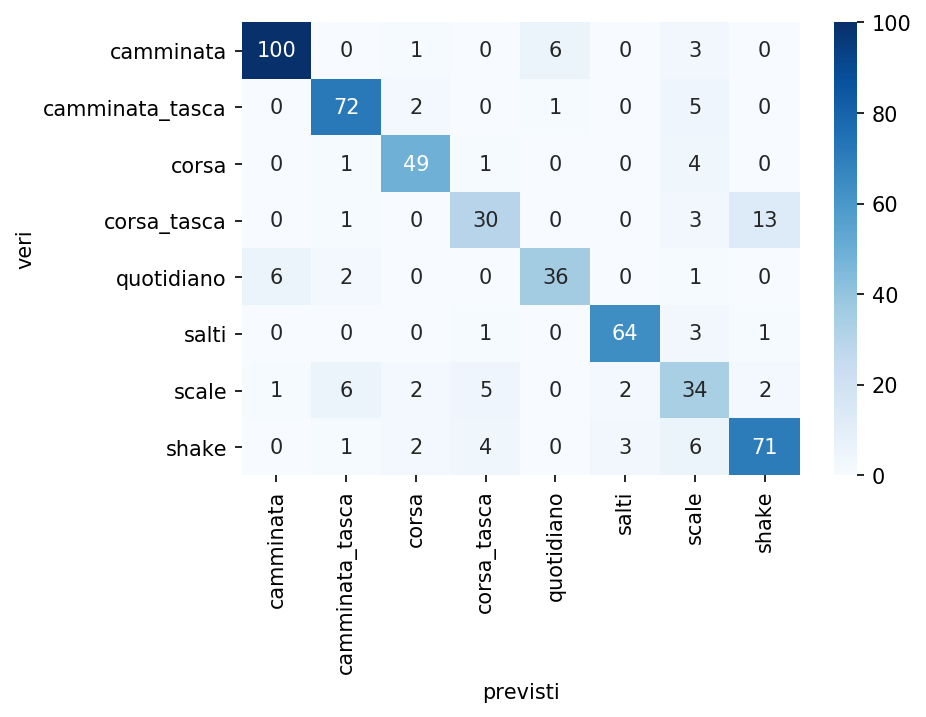 camminata 100 0 1 0 6 0 3 0
camminata_tasca 0 72 2 0 1 0 5 0
corsa 0 1 49 1 0 0 4 0
corsa_tasca 0 1 0 30 0 0 3 13
quotidiano 6 2 0 0 36 0 1 0
salti 0 0 0 1 0 64 3 1
scale 1 6 2 5 0 2 34 2
shake 0 1 2 4 0 3 6 71
veri
camminata
camminata_tasca
corsa
corsa_tasca
quotidiano
salti
scale
shake
previsti
100
80
60
40
20
0